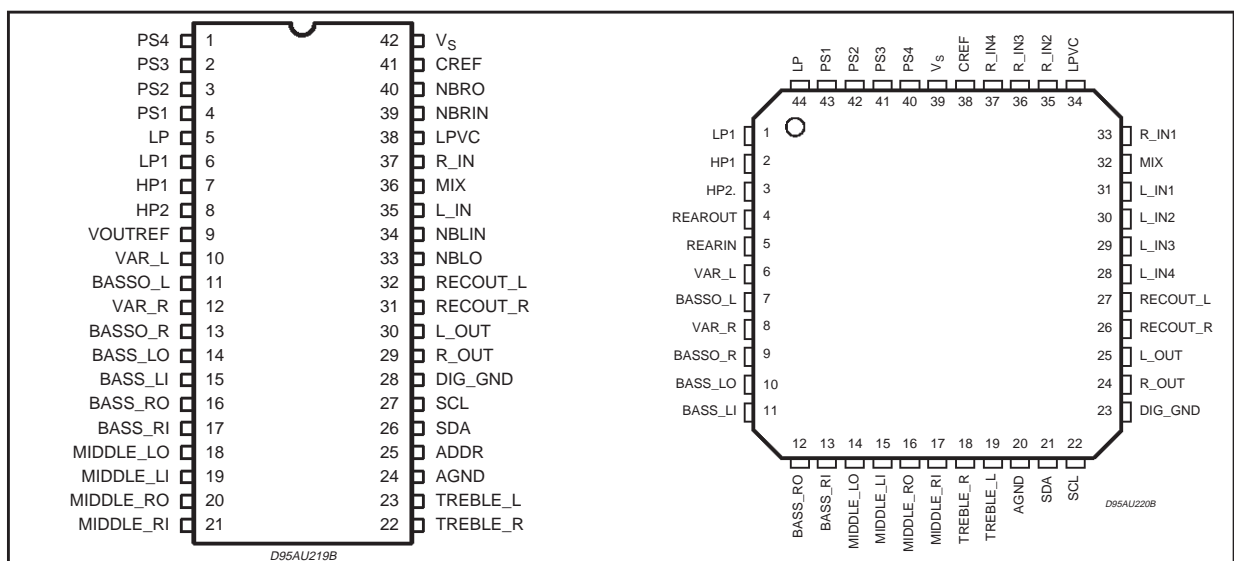 PS4 1 42 VS
PS3 2 41 CREF
PS2 3 40 NBRO
PS1 4 39 NBRIN
LP 5 38 LPVC
LP1 6 37 R_IN
HP1 7 36 MIX
HP2 8 35 L_IN
VOUTREF 9 34 NBLIN
VAR_L 10 33 NBLO
BASSO_L 11 32 RECOUT_L
VAR_R 12 31 RECOUT_R
BASSO_R 13 30 L_OUT
BASS_LO 14 29 R_OUT
BASS_LI 15 28 DIG_GND
BASS_RO 16 27 SCL
BASS_RI 17 26 SDA
MIDDLE_LO 18 25 ADDR
MIDDLE_LI 19 24 AGND
MIDDLE_RO 20 23 TREBLE_L
MIDDLE_RI 21 22 TREBLE_R
D95AU219B
LP PS1 PS2 PS3 PS4 VS CREF R_IN4 R_IN3 R_IN2 LPVC
44 43 42 41 40 39 38 37 36 35 34
LP1 1 33 R_IN1
HP1 2 32 MIX
HP2. 3 31 L_IN1
REAROUT 4 30 L_IN2
REARIN 5 29 L_IN3
VAR_L 6 28 L_IN4
BASSO_L 7 27 RECOUT_L
VAR_R 8 26 RECOUT_R
BASSO_R 9 25 L_OUT
BASS_LO 10 24 R_OUT
BASS_LI 11 23 DIG_GND
12 13 14 15 16 17 18 19 20 21 22
BASS_RO BASS_RI MIDDLE_LO MIDDLE_LI MIDDLE_RO MIDDLE_RI TREBLE_R TREBLE_L AGND SDA SCL
D95AU220B